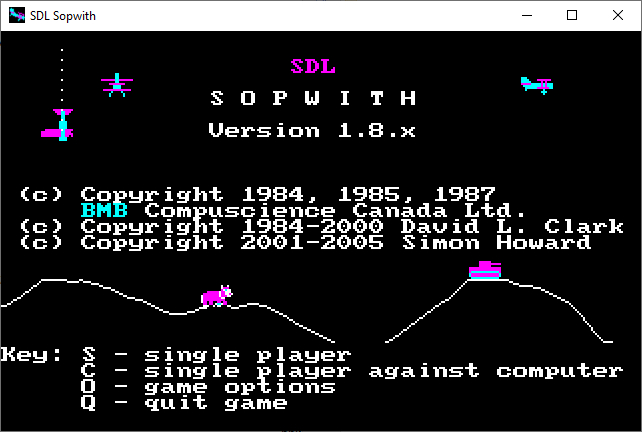 SDL Sopwith
SDL
S O P W I T H
Version 1.8.x
(c) Copyright 1984, 1985, 1987
BMB Compuscience Canada Ltd.
(c) Copyright 1984-2000 David L. Clark
(c) Copyright 2001-2005 Simon Howard
Key: S - single player
C - single player against computer
O - game options
Q - quit game